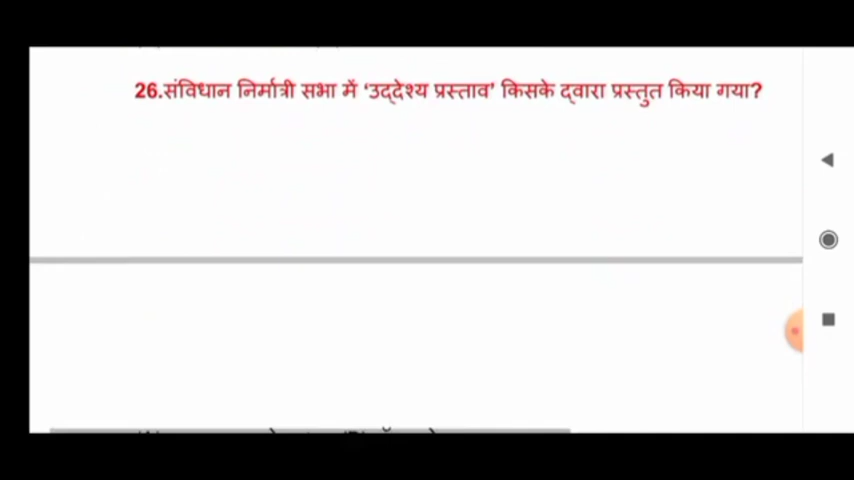 26.संविधान निर्मात्री सभा में ‘उद्देश्य प्रस्ताव’ किसके द्वारा प्रस्तुत किया गया?